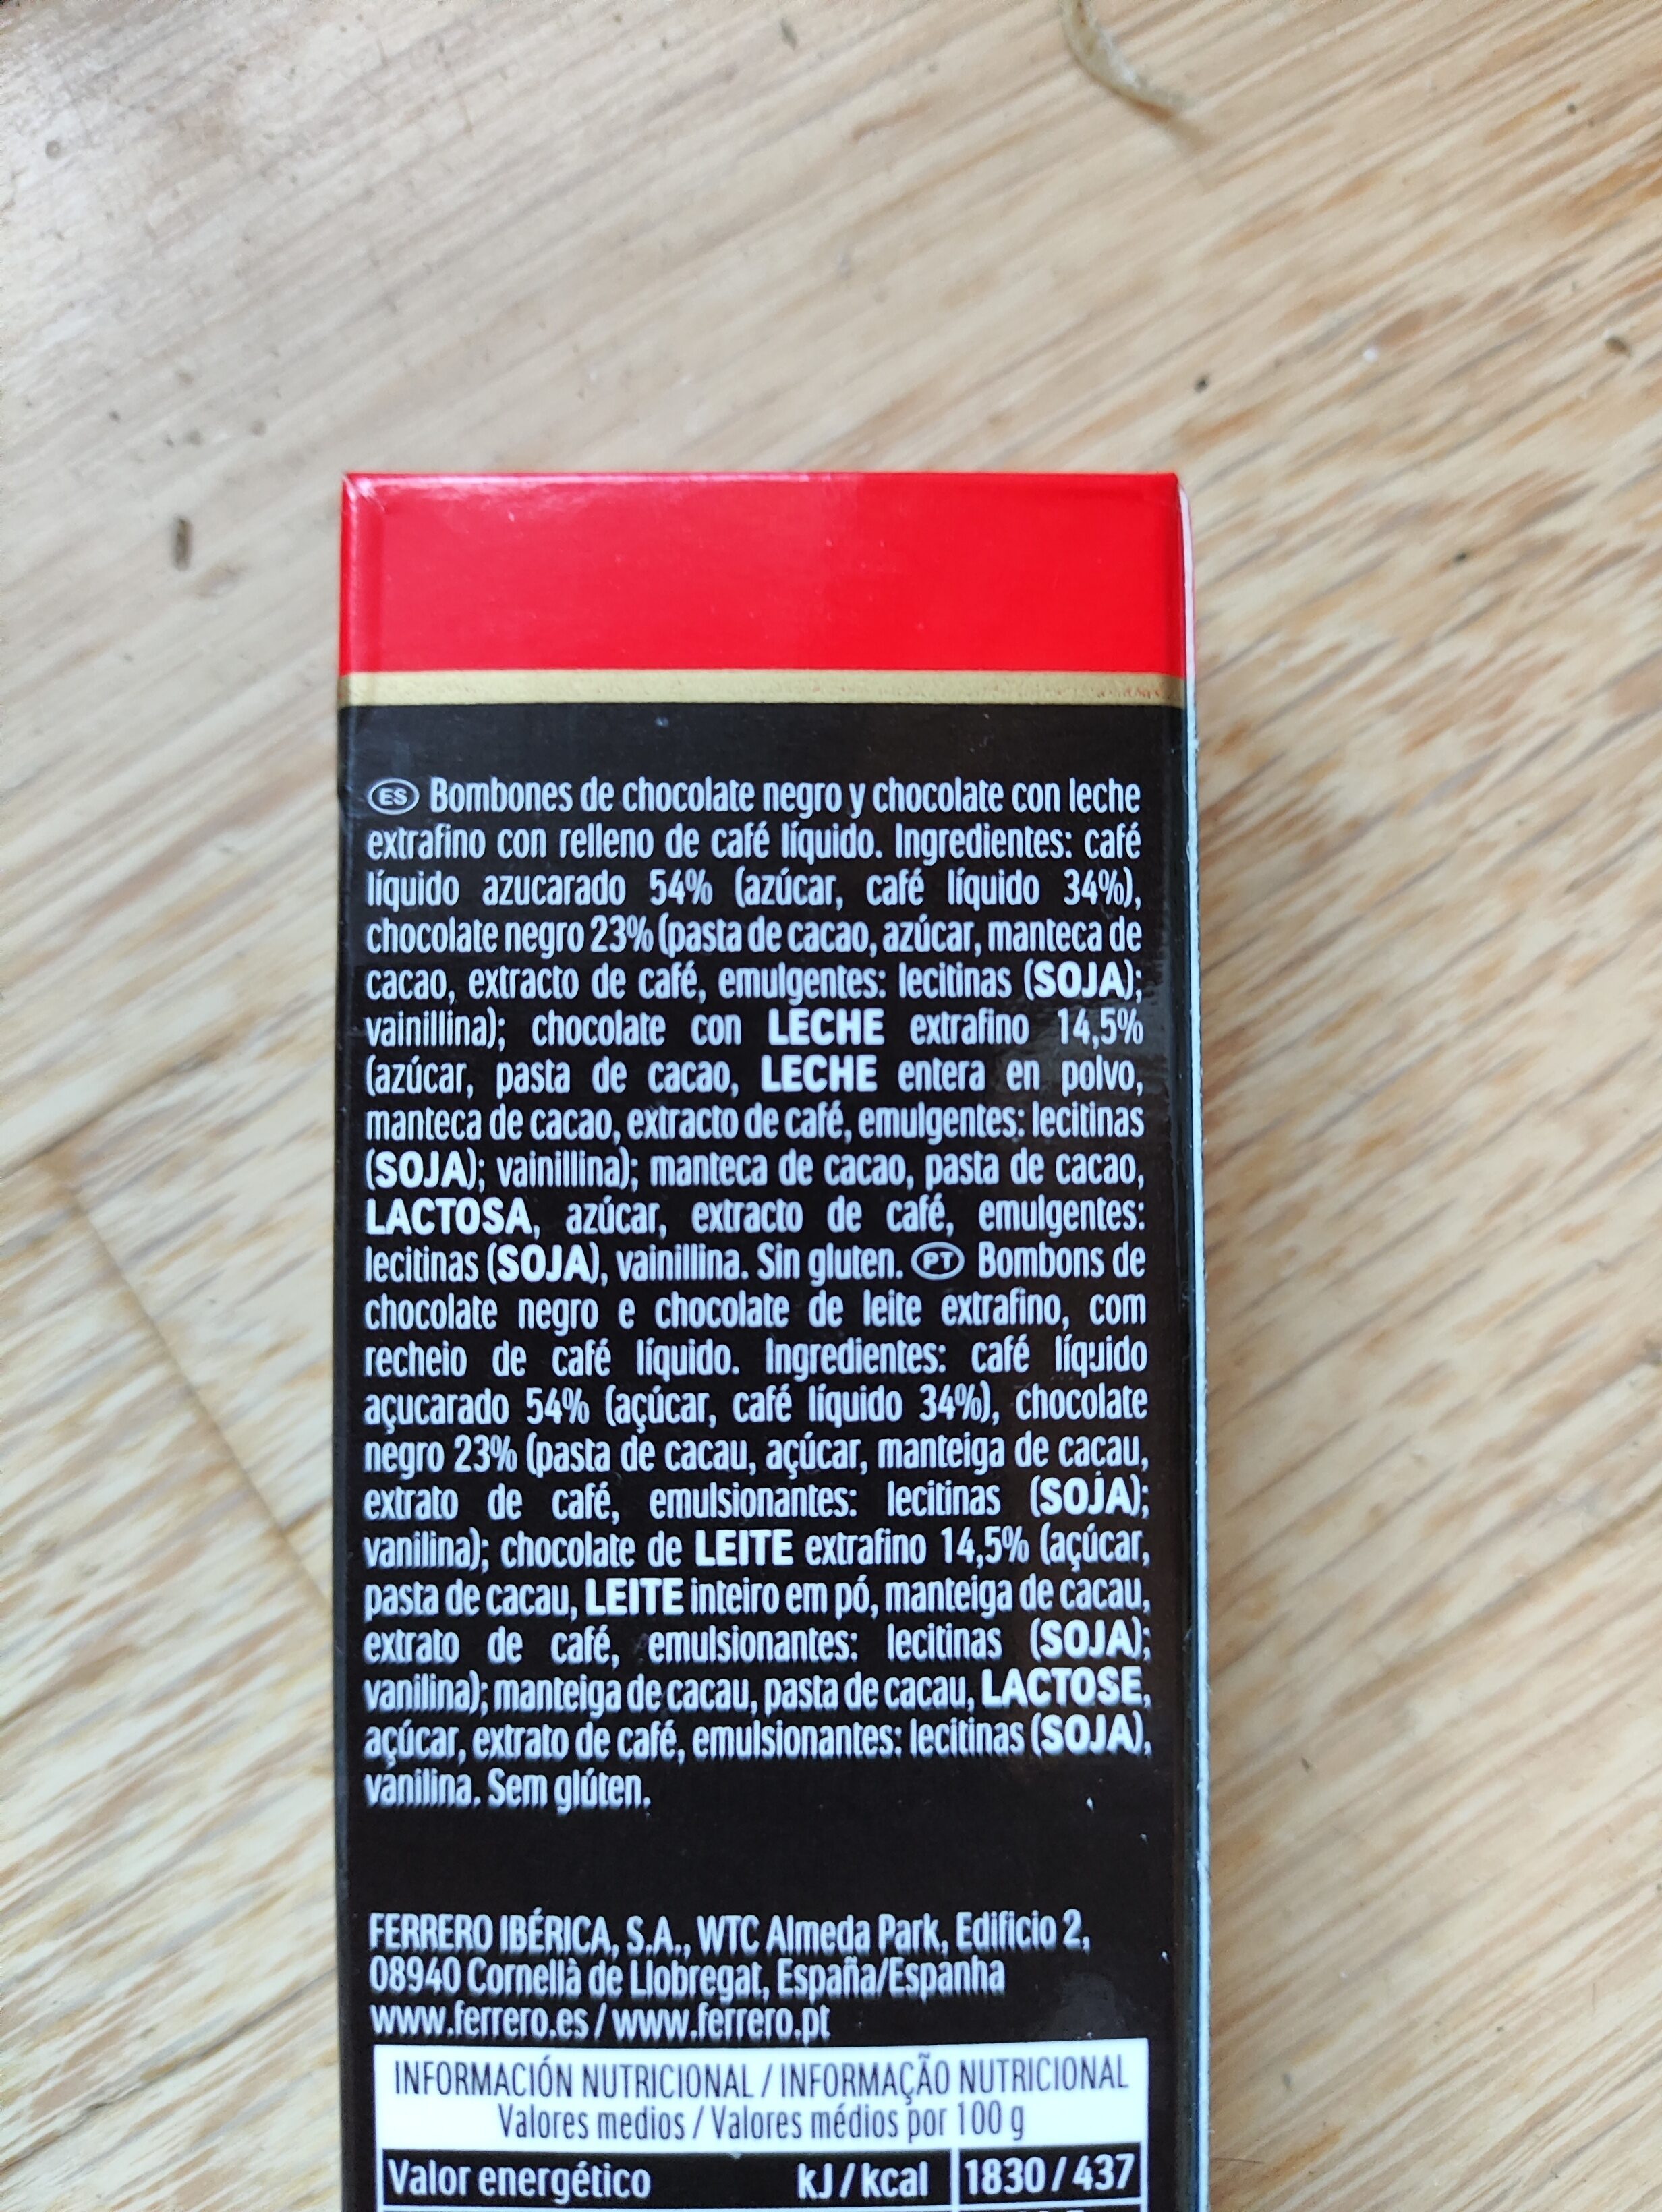 ES Bombones de chocolate negro y chocolate con leche
extrafino con relleno de café líquido. Ingredientes: café
líquido azucarado 54% (azúcar, café líquido 34%),
chocolate negro 23% (pasta de cacao, azúcar, manteca de
cacao, extracto de café, emulgentes: lecitinas (SOJA);
vainillina); chocolate con LECHE extrafino 14,5%
(azúcar, pasta de cacao, LECHE entera en polvo,
manteca de cacao, extracto de café, emulgentes: lecitinas
(SOJA); vainillina); manteca de cacao, pasta de cacao,
LACTOSA, azúcar, extracto de café, emulgentes:
lecitinas (SOJA), vainillina. Sin gluten. PT Bombons de
chocolate negro e chocolate de leite extrafino, com
recheio de café líquido. Ingredientes: café líquido
açucarado 54% (açúcar, café líquido 34%), chocolate
negro 23% (pasta de cacau, açúcar, manteiga de cacau,
extrato de café, emulsionantes: lecitinas (SOJA);
vanilina); chocolate de LEITE extrafino 14,5% (açúcar,
pasta de cacau, LEITE inteiro em pó, manteiga de cacau,
extrato de café, emulsionantes: lecitinas (SOJA);
vanilina); manteiga de cacau, pasta de cacau, LACTOSE,
açúcar, extrato de café, emulsionantes: lecitinas (SOJA),
vanilina. Sem glúten.
FERRERO IBÉRICA, S.A., WTC Almeda Park, Edificio 2,
08940 Cornellà de Llobregat, España/Espanha
www.ferrero.es / www.ferrero.pt
INFORMACIÓN NUTRICIONAL / INFORMAÇÃO NUTRICIONAL
Valores medios / Valores médios por 100 g
Valor energético kJ / kcal 1830 / 437